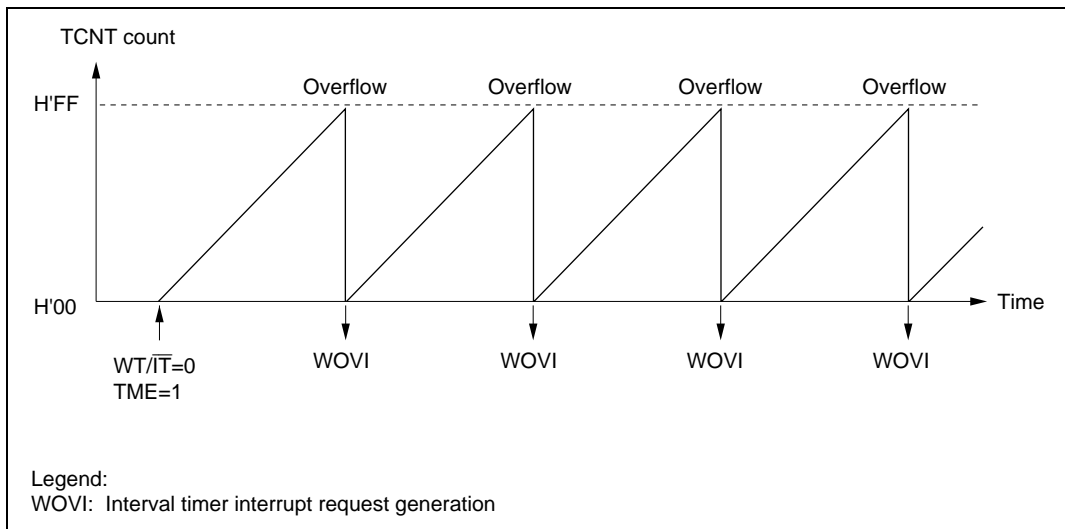 TCNT count
Overflow Overflow Overflow Overflow
H'FF
H'00
Time
WT/I̅T̅=0
TME=1
WOVI WOVI WOVI WOVI
Legend:
WOVI: Interval timer interrupt request generation